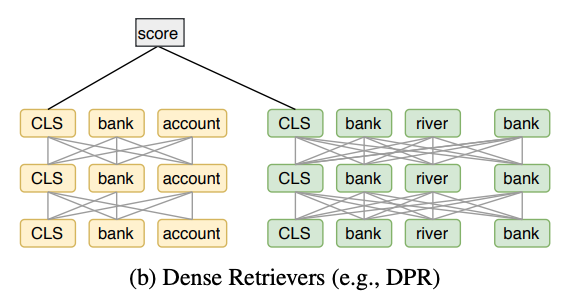 score
CLS bank account CLS bank river bank
CLS bank account CLS bank river bank
CLS bank account CLS bank river bank
(b) Dense Retrievers (e.g., DPR)